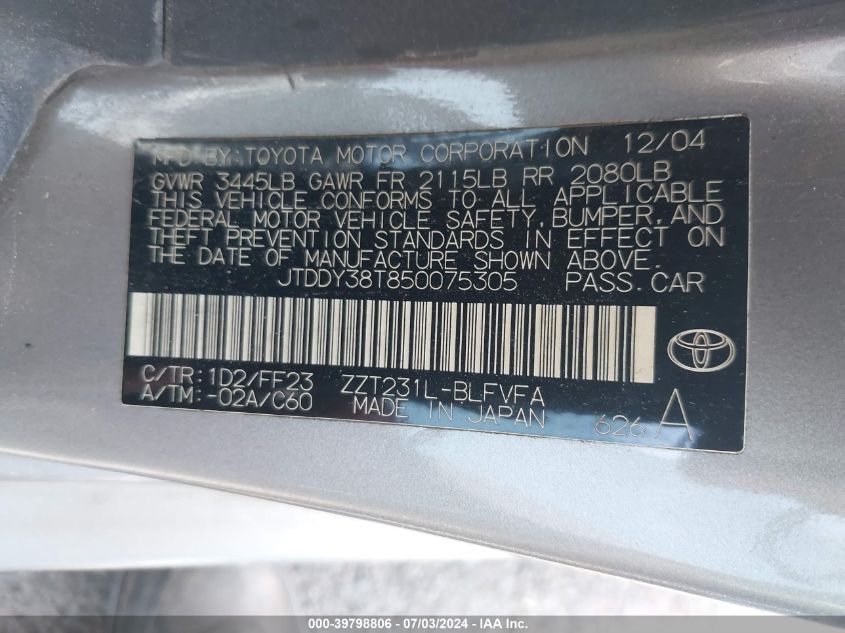 MFD BY: TOYOTA MOTOR CORPORATION 12/04
GVWR 3445LB GAWR FR 2115LB RR 2080LB
THIS VEHICLE CONFORMS TO ALL APPLICABLE
FEDERAL MOTOR VEHICLE SAFETY, BUMPER, AND
THEFT PREVENTION STANDARDS IN EFFECT ON
THE DATE OF MANUFACTURE SHOWN ABOVE.
JTDDY38T850075305 PASS. CAR
C/TR: 1D2/FF23 ZZT231L-BLFVFA
A/TM: -02A/C60 MADE IN JAPAN 626 A
000-39798806 - 07/03/2024 - IAA Inc.